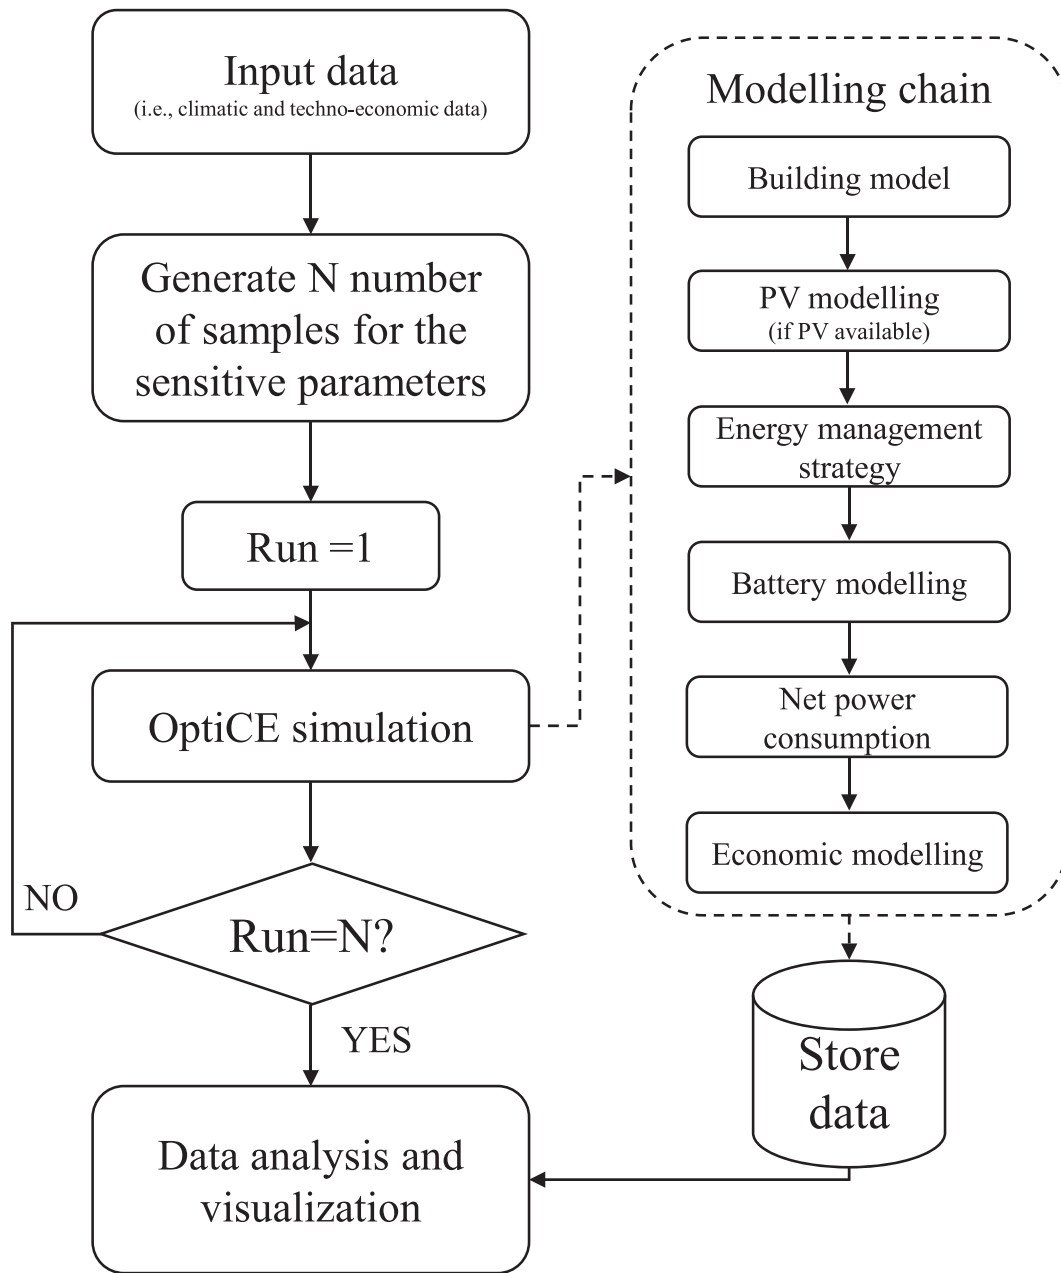 Input data
(i.e., climatic and techno-economic data)
Generate N number
of samples for the
sensitive parameters
Run =1
OptiCE simulation
NO
Run=N?
YES
Data analysis and
visualization
Modelling chain
Building model
PV modelling
(if PV available)
Energy management
strategy
Battery modelling
Net power
consumption
Economic modelling
Store
data